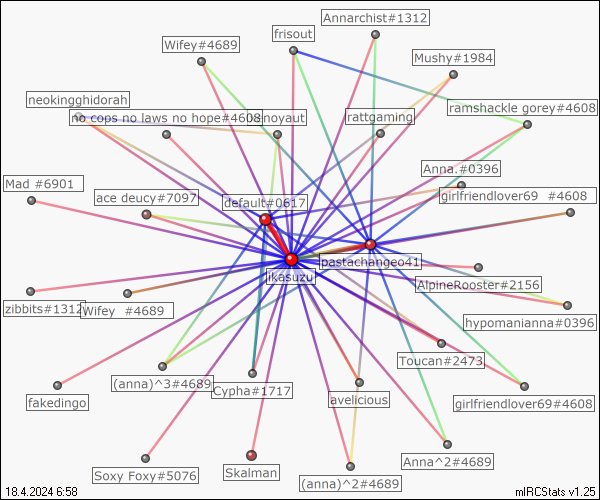 Annarchist#1312
frisout
Wifey#4689
Mushy#1984
neokingghidorah
ramshackle gorey#4608
no cops no laws no hope#4608
noyaut
rattgaming
Anna.#0396
Mad #6901
ace deucy#7097
girlfriendlover69 #4608
default#0617
pastachangeo41
ikasuzu
AlpineRooster#2156
zibbits#1312
Wifey #4689
hypomanianna#0396
Toucan#2473
(anna)^3#4689
Cypha#1717
fakedingo
avelicious
girlfriendlover69#4608
Anna^2#4689
Soxy Foxy#5076
Skalman
(anna)^2#4689
18.4.2024 6:58
mIRCStats v1.25